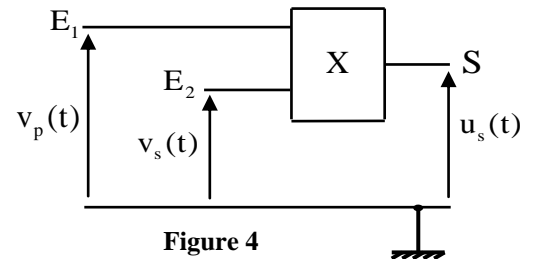 E₁
X
S
E₂
vₚ(t)
vₛ(t)
uₛ(t)
Figure 4